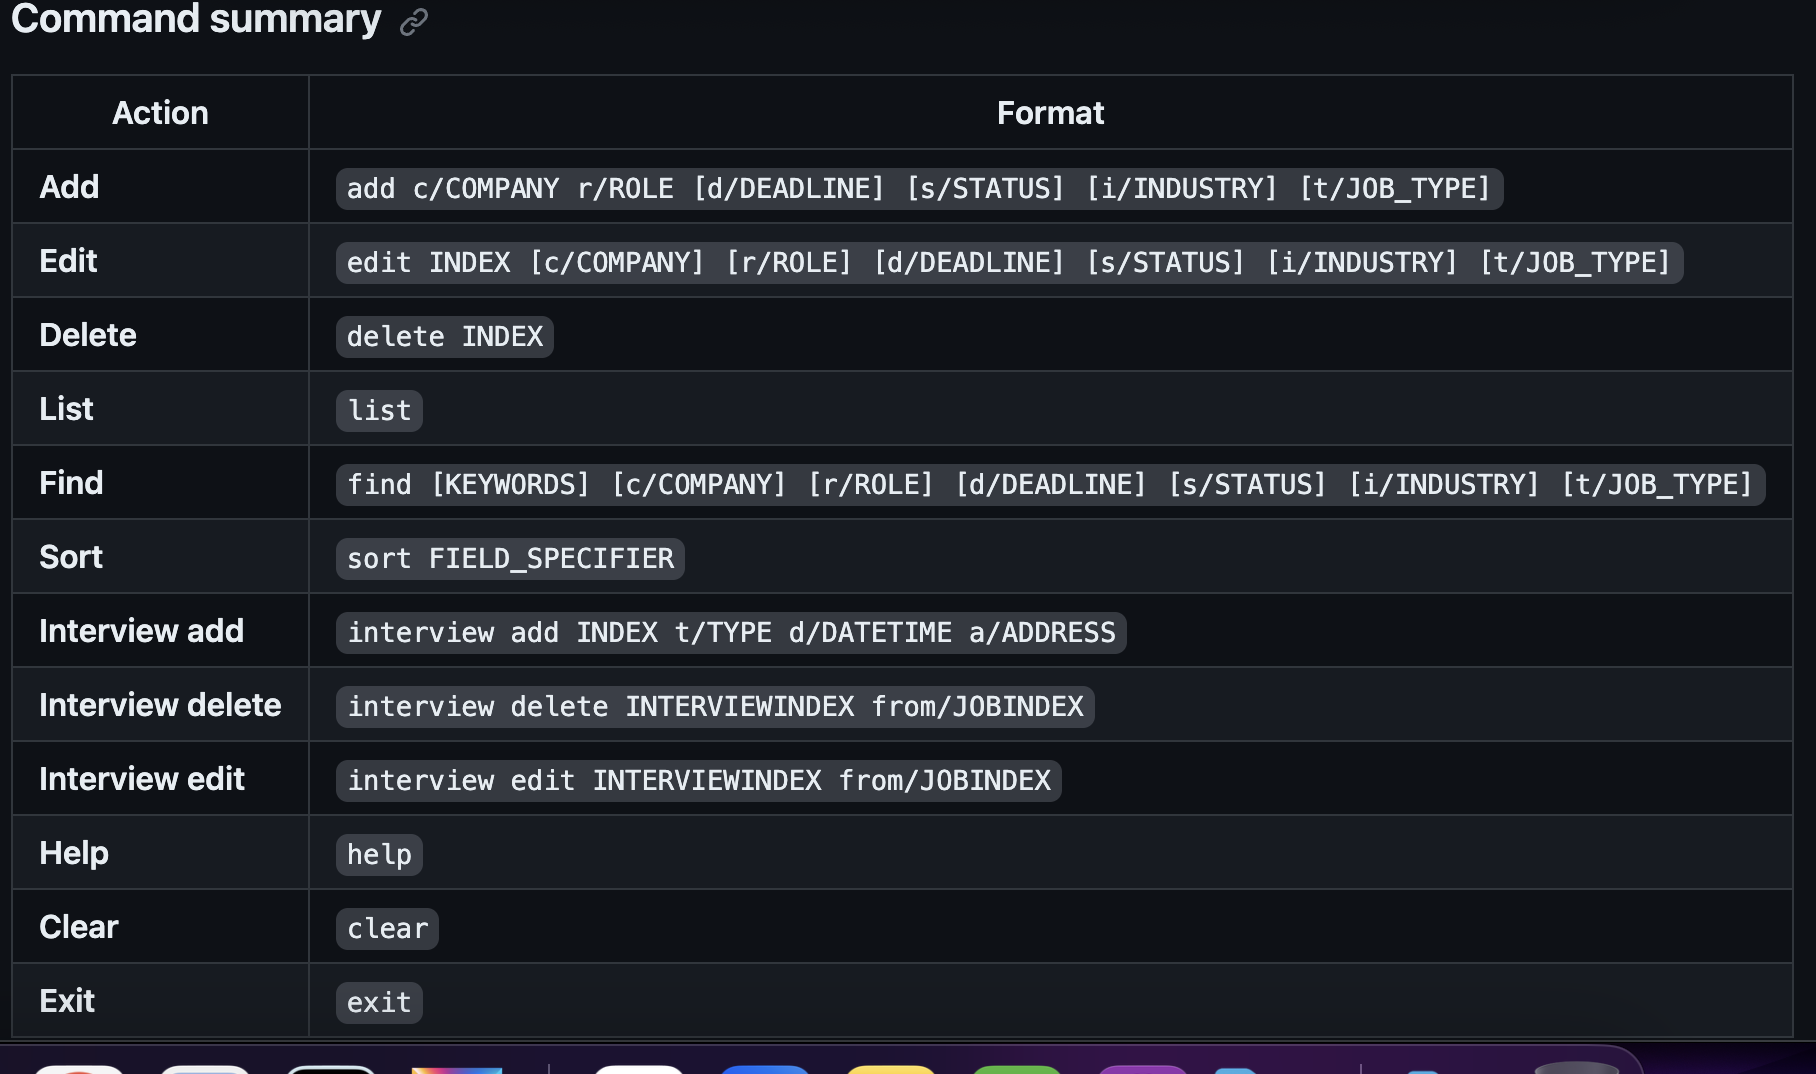 Command summary
Action Format
Add add c/COMPANY r/ROLE [d/DEADLINE] [s/STATUS] [i/INDUSTRY] [t/JOB_TYPE]
Edit edit INDEX [c/COMPANY] [r/ROLE] [d/DEADLINE] [s/STATUS] [i/INDUSTRY] [t/JOB_TYPE]
Delete delete INDEX
List list
Find find [KEYWORDS] [c/COMPANY] [r/ROLE] [d/DEADLINE] [s/STATUS] [i/INDUSTRY] [t/JOB_TYPE]
Sort sort FIELD_SPECIFIER
Interview add interview add INDEX t/TYPE d/DATETIME a/ADDRESS
Interview delete interview delete INTERVIEWINDEX from/JOBINDEX
Interview edit interview edit INTERVIEWINDEX from/JOBINDEX
Help help
Clear clear
Exit exit